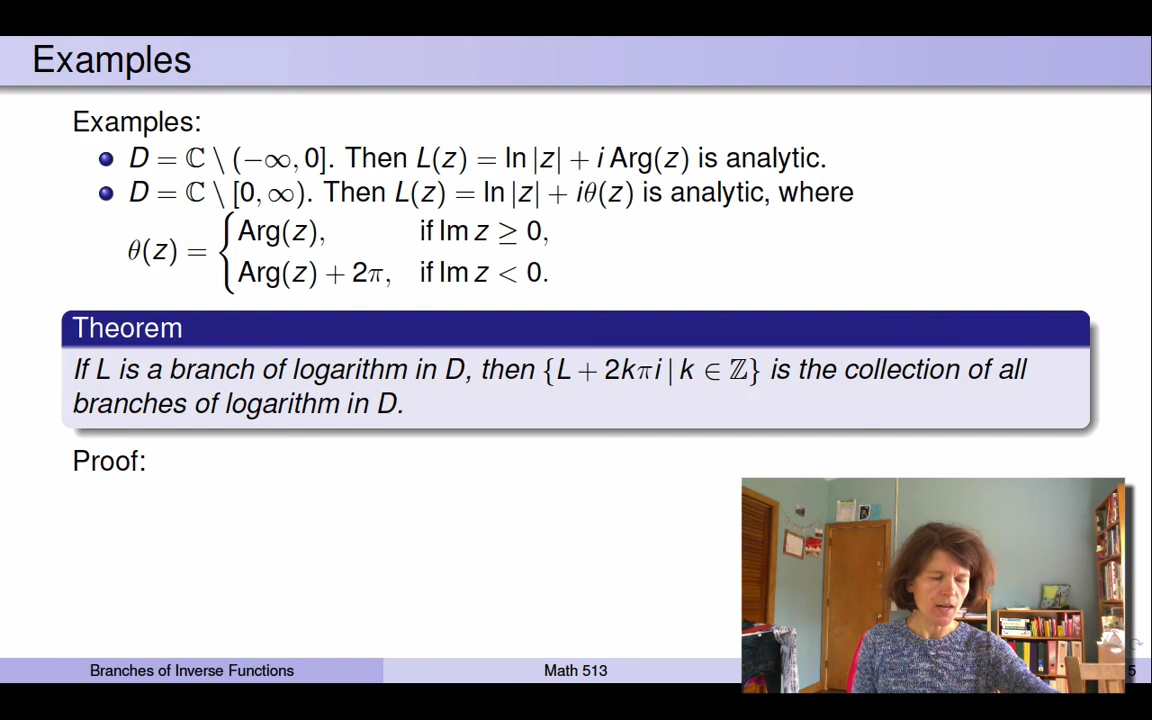 Examples
Examples:
D = ℂ \ (−∞, 0]. Then L(z) = ln |z| + i Arg(z) is analytic.
D = ℂ \ [0, ∞). Then L(z) = ln |z| + iθ(z) is analytic, where
θ(z) = { Arg(z), if Im z ≥ 0,
Arg(z) + 2π, if Im z < 0.
Theorem
If L is a branch of logarithm in D, then {L + 2kπi | k ∈ ℤ} is the collection of all
branches of logarithm in D.
Proof:
Branches of Inverse Functions Math 513 5